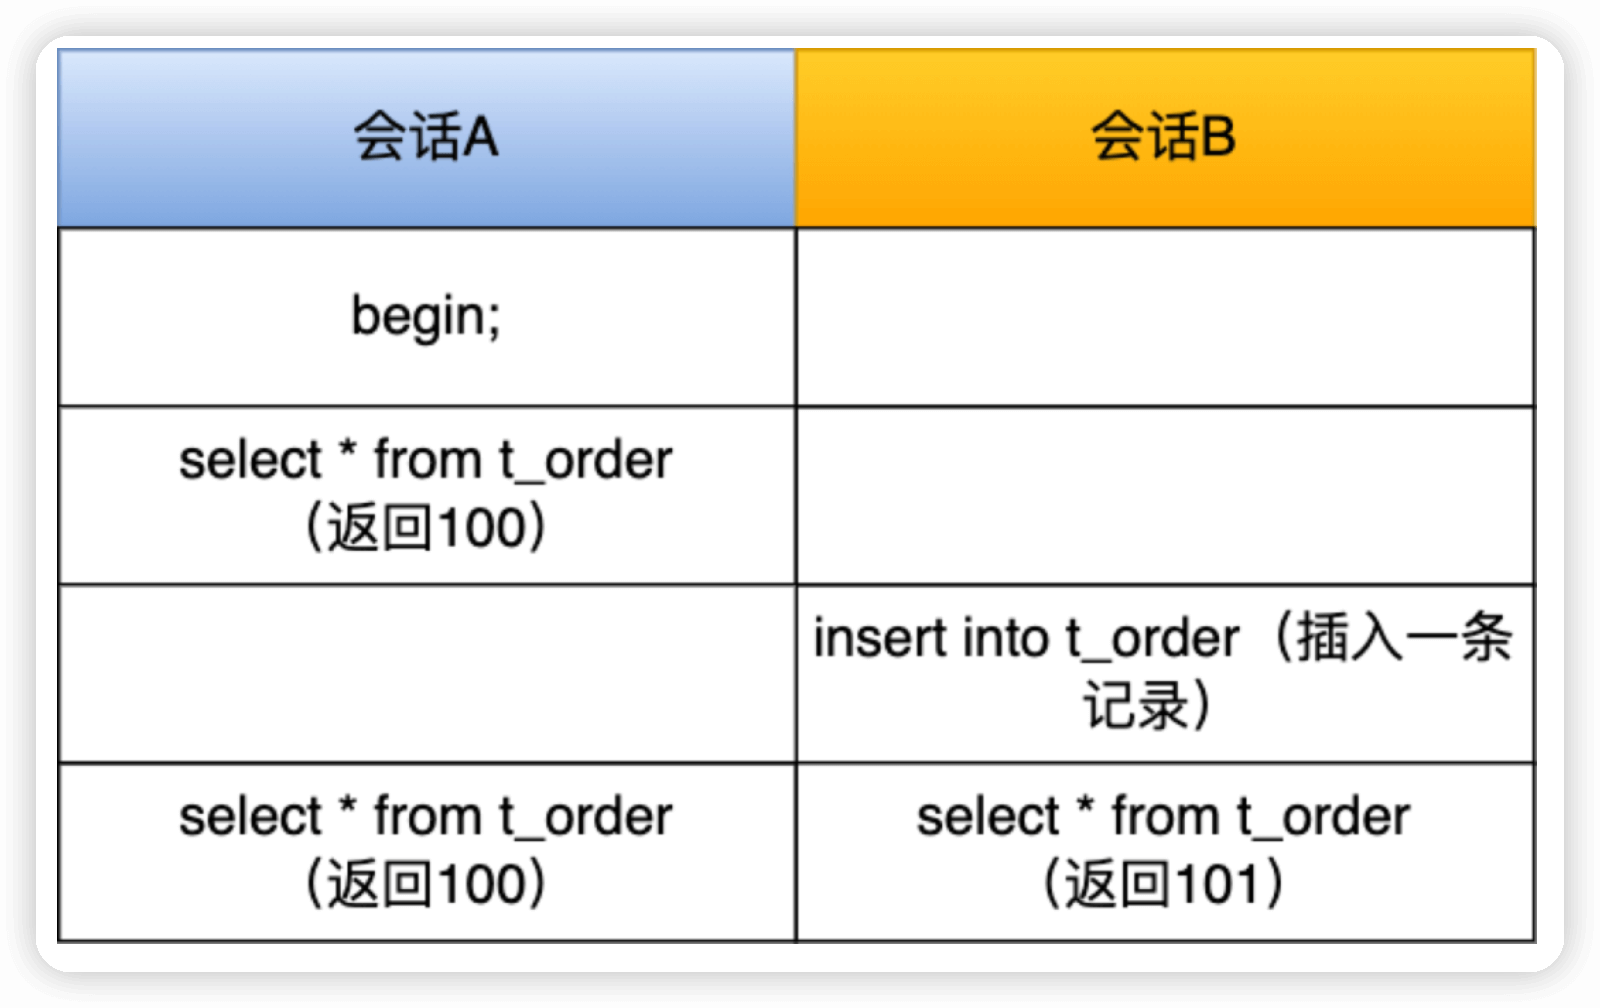 会话A
会话B
begin;
select * from t_order
（返回100）
insert into t_order（插入一条
记录）
select * from t_order
（返回100）
select * from t_order
（返回101）